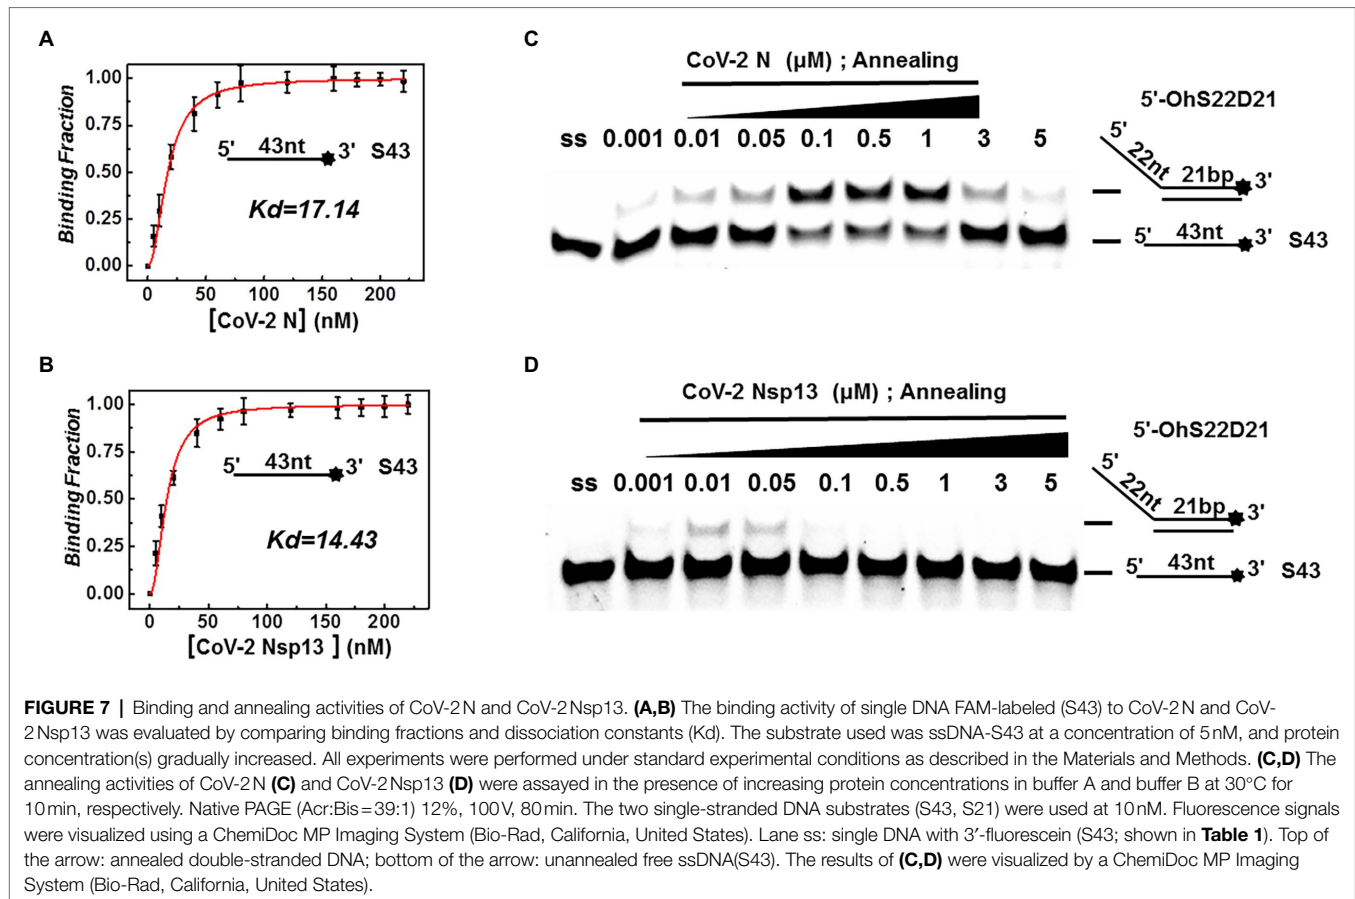 A
1.00
0.75
0.50
0.25
0.00
Binding Fraction
5' 43nt 3' S43
Kd=17.14
0 50 100 150 200
[CoV-2 N] (nM)
B
1.00
0.75
0.50
0.25
0.00
Binding Fraction
5' 43nt 3' S43
Kd=14.43
0 50 100 150 200
[CoV-2 Nsp13 ] (nM)
C
CoV-2 N (μM) ; Annealing
ss 0.001 0.01 0.05 0.1 0.5 1 3 5
5'-OhS22D21
5'
22nt
21bp 3'
5' 43nt 3' S43
D
CoV-2 Nsp13 (μM) ; Annealing
ss 0.001 0.01 0.05 0.1 0.5 1 3 5
5'-OhS22D21
5'
22nt
21bp 3'
5' 43nt 3' S43
FIGURE 7 | Binding and annealing activities of CoV-2 N and CoV-2 Nsp13. (A,B) The binding activity of single DNA FAM-labeled (S43) to CoV-2 N and CoV-
2 Nsp13 was evaluated by comparing binding fractions and dissociation constants (Kd). The substrate used was ssDNA-S43 at a concentration of 5 nM, and protein
concentration(s) gradually increased. All experiments were performed under standard experimental conditions as described in the Materials and Methods. (C,D) The
annealing activities of CoV-2 N (C) and CoV-2 Nsp13 (D) were assayed in the presence of increasing protein concentrations in buffer A and buffer B at 30°C for
10 min, respectively. Native PAGE (Acr:Bis = 39:1) 12%, 100 V, 80 min. The two single-stranded DNA substrates (S43, S21) were used at 10 nM. Fluorescence signals
were visualized using a ChemiDoc MP Imaging System (Bio-Rad, California, United States). Lane ss: single DNA with 3′-fluorescein (S43; shown in Table 1). Top of
the arrow: annealed double-stranded DNA; bottom of the arrow: unannealed free ssDNA(S43). The results of (C,D) were visualized by a ChemiDoc MP Imaging
System (Bio-Rad, California, United States).